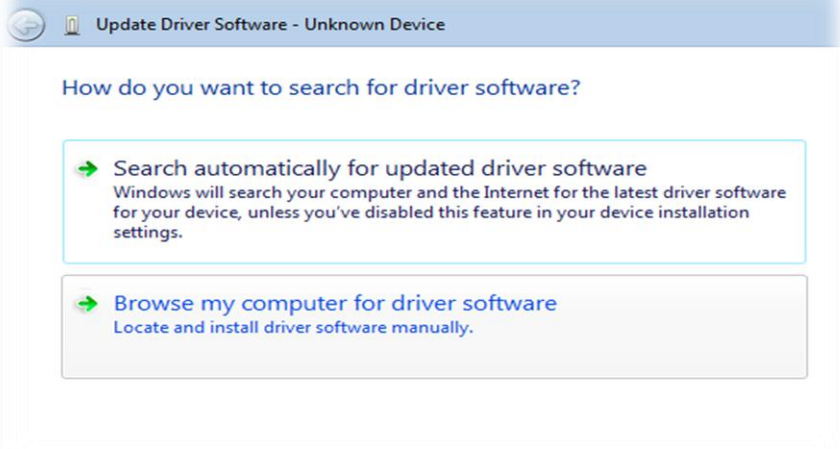 Update Driver Software - Unknown Device
How do you want to search for driver software?
Search automatically for updated driver software
Windows will search your computer and the Internet for the latest driver software
for your device, unless you've disabled this feature in your device installation
settings.
Browse my computer for driver software
Locate and install driver software manually.